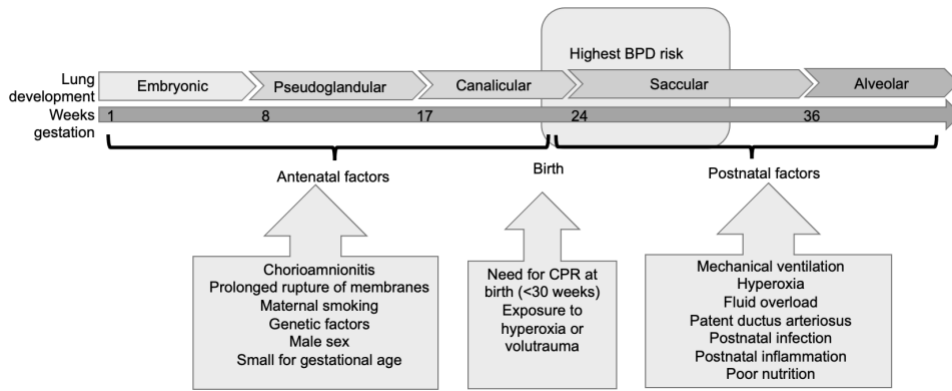 Highest BPD risk
Lung development
Embryonic
Pseudoglandular
Canalicular
Saccular
Alveolar
Weeks gestation
1
8
17
24
36
Antenatal factors
Birth
Postnatal factors
Chorioamnionitis
Prolonged rupture of membranes
Maternal smoking
Genetic factors
Male sex
Small for gestational age
Need for CPR at
birth (<30 weeks)
Exposure to
hyperoxia or
volutrauma
Mechanical ventilation
Hyperoxia
Fluid overload
Patent ductus arteriosus
Postnatal infection
Postnatal inflammation
Poor nutrition